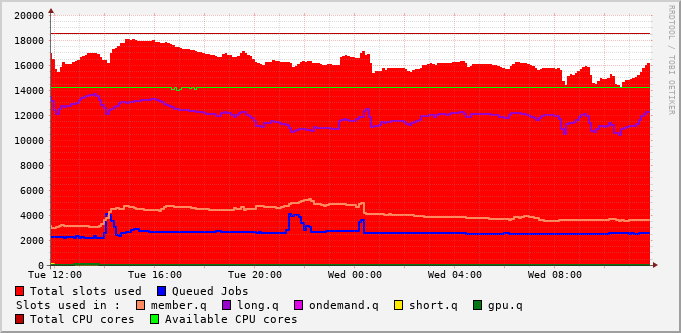 20000
18000
16000
14000
12000
10000
8000
6000
4000
2000
0
Tue 12:00 Tue 16:00 Tue 20:00 Wed 00:00 Wed 04:00 Wed 08:00
Total slots used Queued Jobs
Slots used in : member.q long.q ondemand.q short.q gpu.q
Total CPU cores Available CPU cores
RRDTOOL / TOBI OETIKER